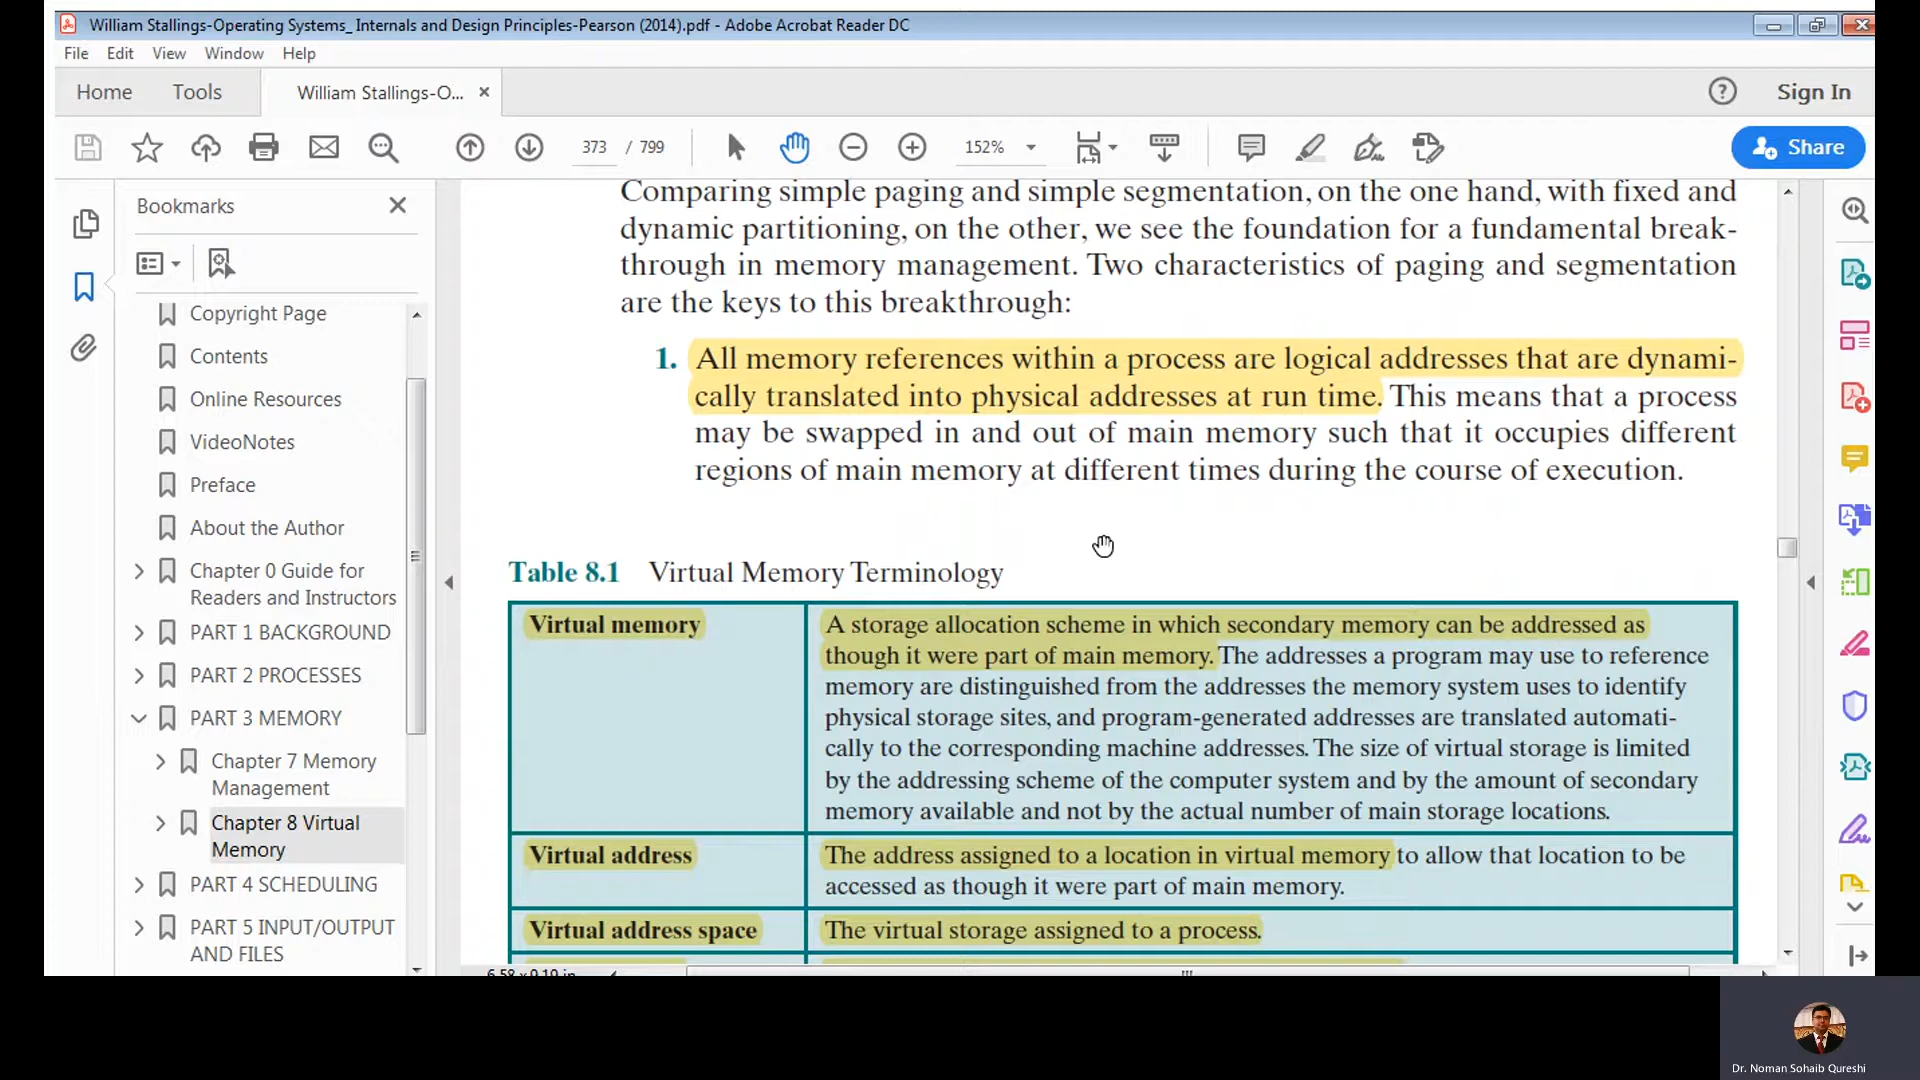 William Stallings-Operating Systems_ Internals and Design Principles-Pearson (2014).pdf - Adobe Acrobat Reader DC
File Edit View Window Help
Home Tools William Stallings-O... Sign In
373 / 799 152% Share
Bookmarks
Copyright Page
Contents
Online Resources
VideoNotes
Preface
About the Author
Chapter 0 Guide for
Readers and Instructors
PART 1 BACKGROUND
PART 2 PROCESSES
PART 3 MEMORY
Chapter 7 Memory
Management
Chapter 8 Virtual
Memory
PART 4 SCHEDULING
PART 5 INPUT/OUTPUT
AND FILES
Comparing simple paging and simple segmentation, on the one hand, with fixed and
dynamic partitioning, on the other, we see the foundation for a fundamental break-
through in memory management. Two characteristics of paging and segmentation
are the keys to this breakthrough:
1. All memory references within a process are logical addresses that are dynami-
cally translated into physical addresses at run time. This means that a process
may be swapped in and out of main memory such that it occupies different
regions of main memory at different times during the course of execution.
Table 8.1 Virtual Memory Terminology
Virtual memory
A storage allocation scheme in which secondary memory can be addressed as
though it were part of main memory. The addresses a program may use to reference
memory are distinguished from the addresses the memory system uses to identify
physical storage sites, and program-generated addresses are translated automati-
cally to the corresponding machine addresses. The size of virtual storage is limited
by the addressing scheme of the computer system and by the amount of secondary
memory available and not by the actual number of main storage locations.
Virtual address
The address assigned to a location in virtual memory to allow that location to be
accessed as though it were part of main memory.
Virtual address space
The virtual storage assigned to a process.
6.58 x 9.19 in
Dr. Noman Sohaib Qureshi